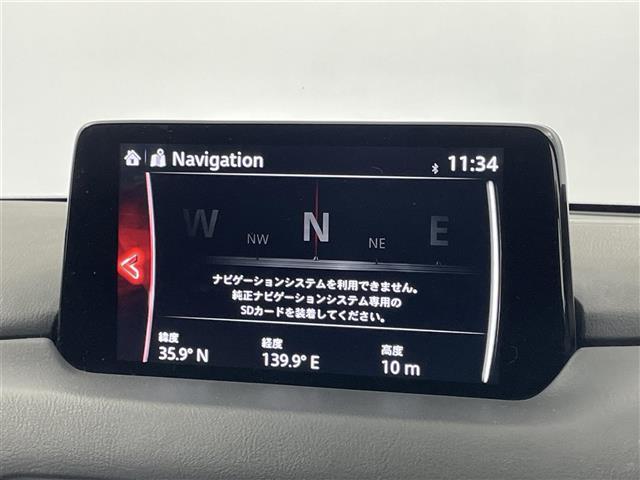 Navigation
11:34
W NW N NE E
ナビゲーションシステムを利用できません。
純正ナビゲーションシステム専用の
SDカードを装着してください。
緯度 経度 高度
35.9° N 139.9° E 10 m